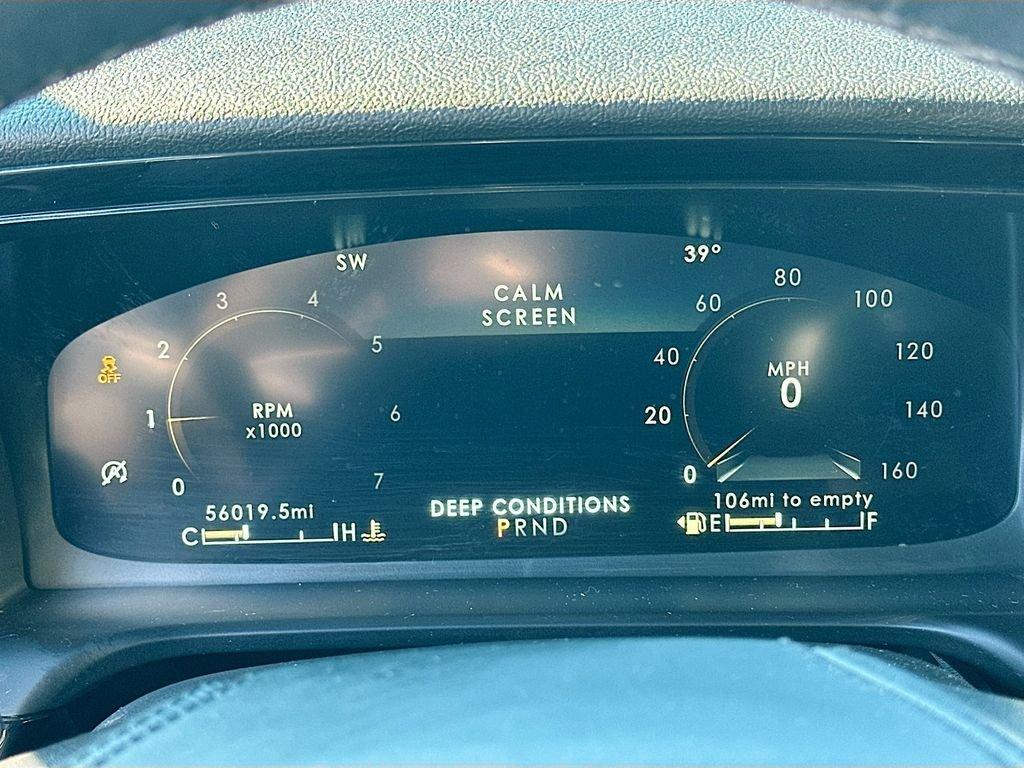 SW
39°
CALM
SCREEN
3
4
2
5
1
6
0
7
RPM
x1000
OFF
80
60
100
40
120
20
140
0
160
MPH
0
56019.5mi
C H
DEEP CONDITIONS
PRND
106mi to empty
E F